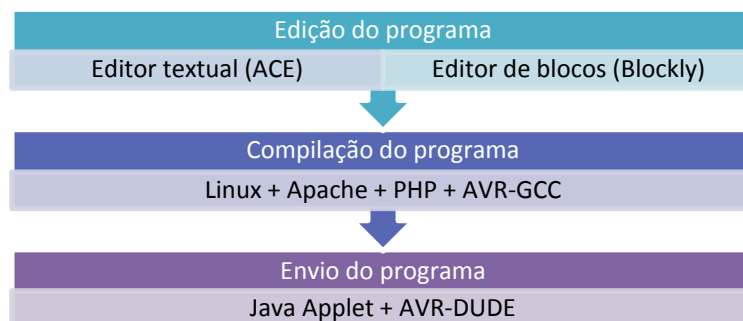 Edição do programa
Editor textual (ACE)
Editor de blocos (Blockly)
Compilação do programa
Linux + Apache + PHP + AVR-GCC
Envio do programa
Java Applet + AVR-DUDE